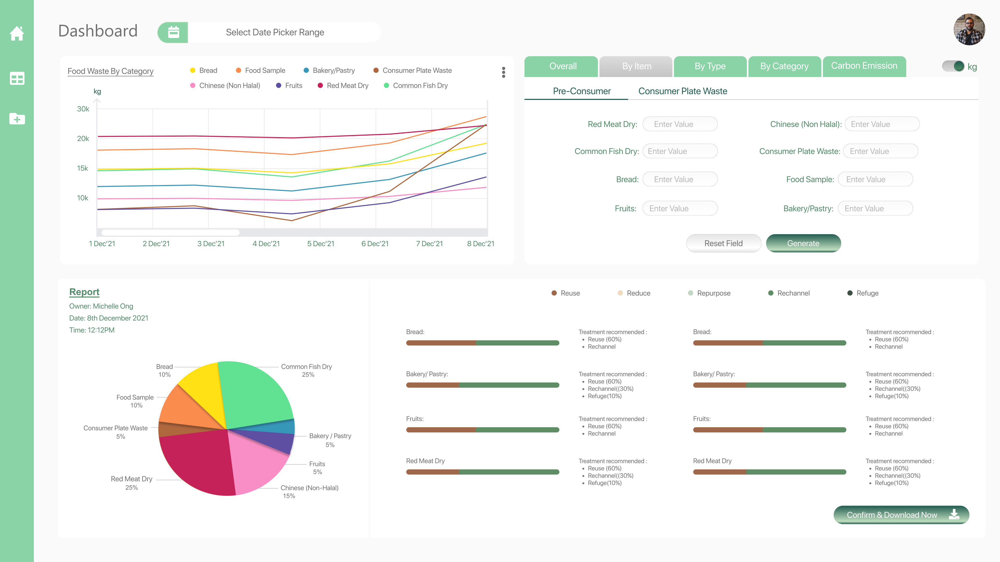 Dashboard
Select Date Picker Range
Food Waste By Category
Bread
Food Sample
Bakery/Pastry
Consumer Plate Waste
Chinese (Non Halal)
Fruits
Red Meat Dry
Common Fish Dry
kg
30k
20k
15k
10k
1 Dec'21
2 Dec'21
3 Dec'21
4 Dec'21
5 Dec'21
6 Dec'21
7 Dec'21
8 Dec'21
Overall
By Item
By Type
By Category
Carbon Emission
kg
Pre-Consumer
Consumer Plate Waste
Red Meat Dry: Enter Value
Chinese (Non Halal): Enter Value
Common Fish Dry: Enter Value
Consumer Plate Waste: Enter Value
Bread: Enter Value
Food Sample: Enter Value
Fruits: Enter Value
Bakery/Pastry: Enter Value
Reset Field
Generate
Report
Owner: Michelle Ong
Date: 8th December 2021
Time: 12:12PM
Bread
10%
Common Fish Dry
25%
Food Sample
10%
Consumer Plate Waste
5%
Bakery / Pastry
5%
Fruits
5%
Red Meat Dry
25%
Chinese (Non-Halal)
15%
Reuse
Reduce
Repurpose
Rechannel
Refuge
Bread:
Treatment recommended :
• Reuse (60%)
• Rechannel
Bread:
Treatment recommended :
• Reuse (60%)
• Rechannel
Bakery/ Pastry:
Treatment recommended :
• Reuse (60%)
• Rechannel((30%)
• Refuge(10%)
Bakery/ Pastry:
Treatment recommended :
• Reuse (60%)
• Rechannel((30%)
• Refuge(10%)
Fruits:
Treatment recommended :
• Reuse (60%)
• Rechannel
Fruits:
Treatment recommended :
• Reuse (60%)
• Rechannel
Red Meat Dry
Treatment recommended :
• Reuse (60%)
• Rechannel((30%)
• Refuge(10%)
Red Meat Dry
Treatment recommended :
• Reuse (60%)
• Rechannel((30%)
• Refuge(10%)
Confirm & Download Now